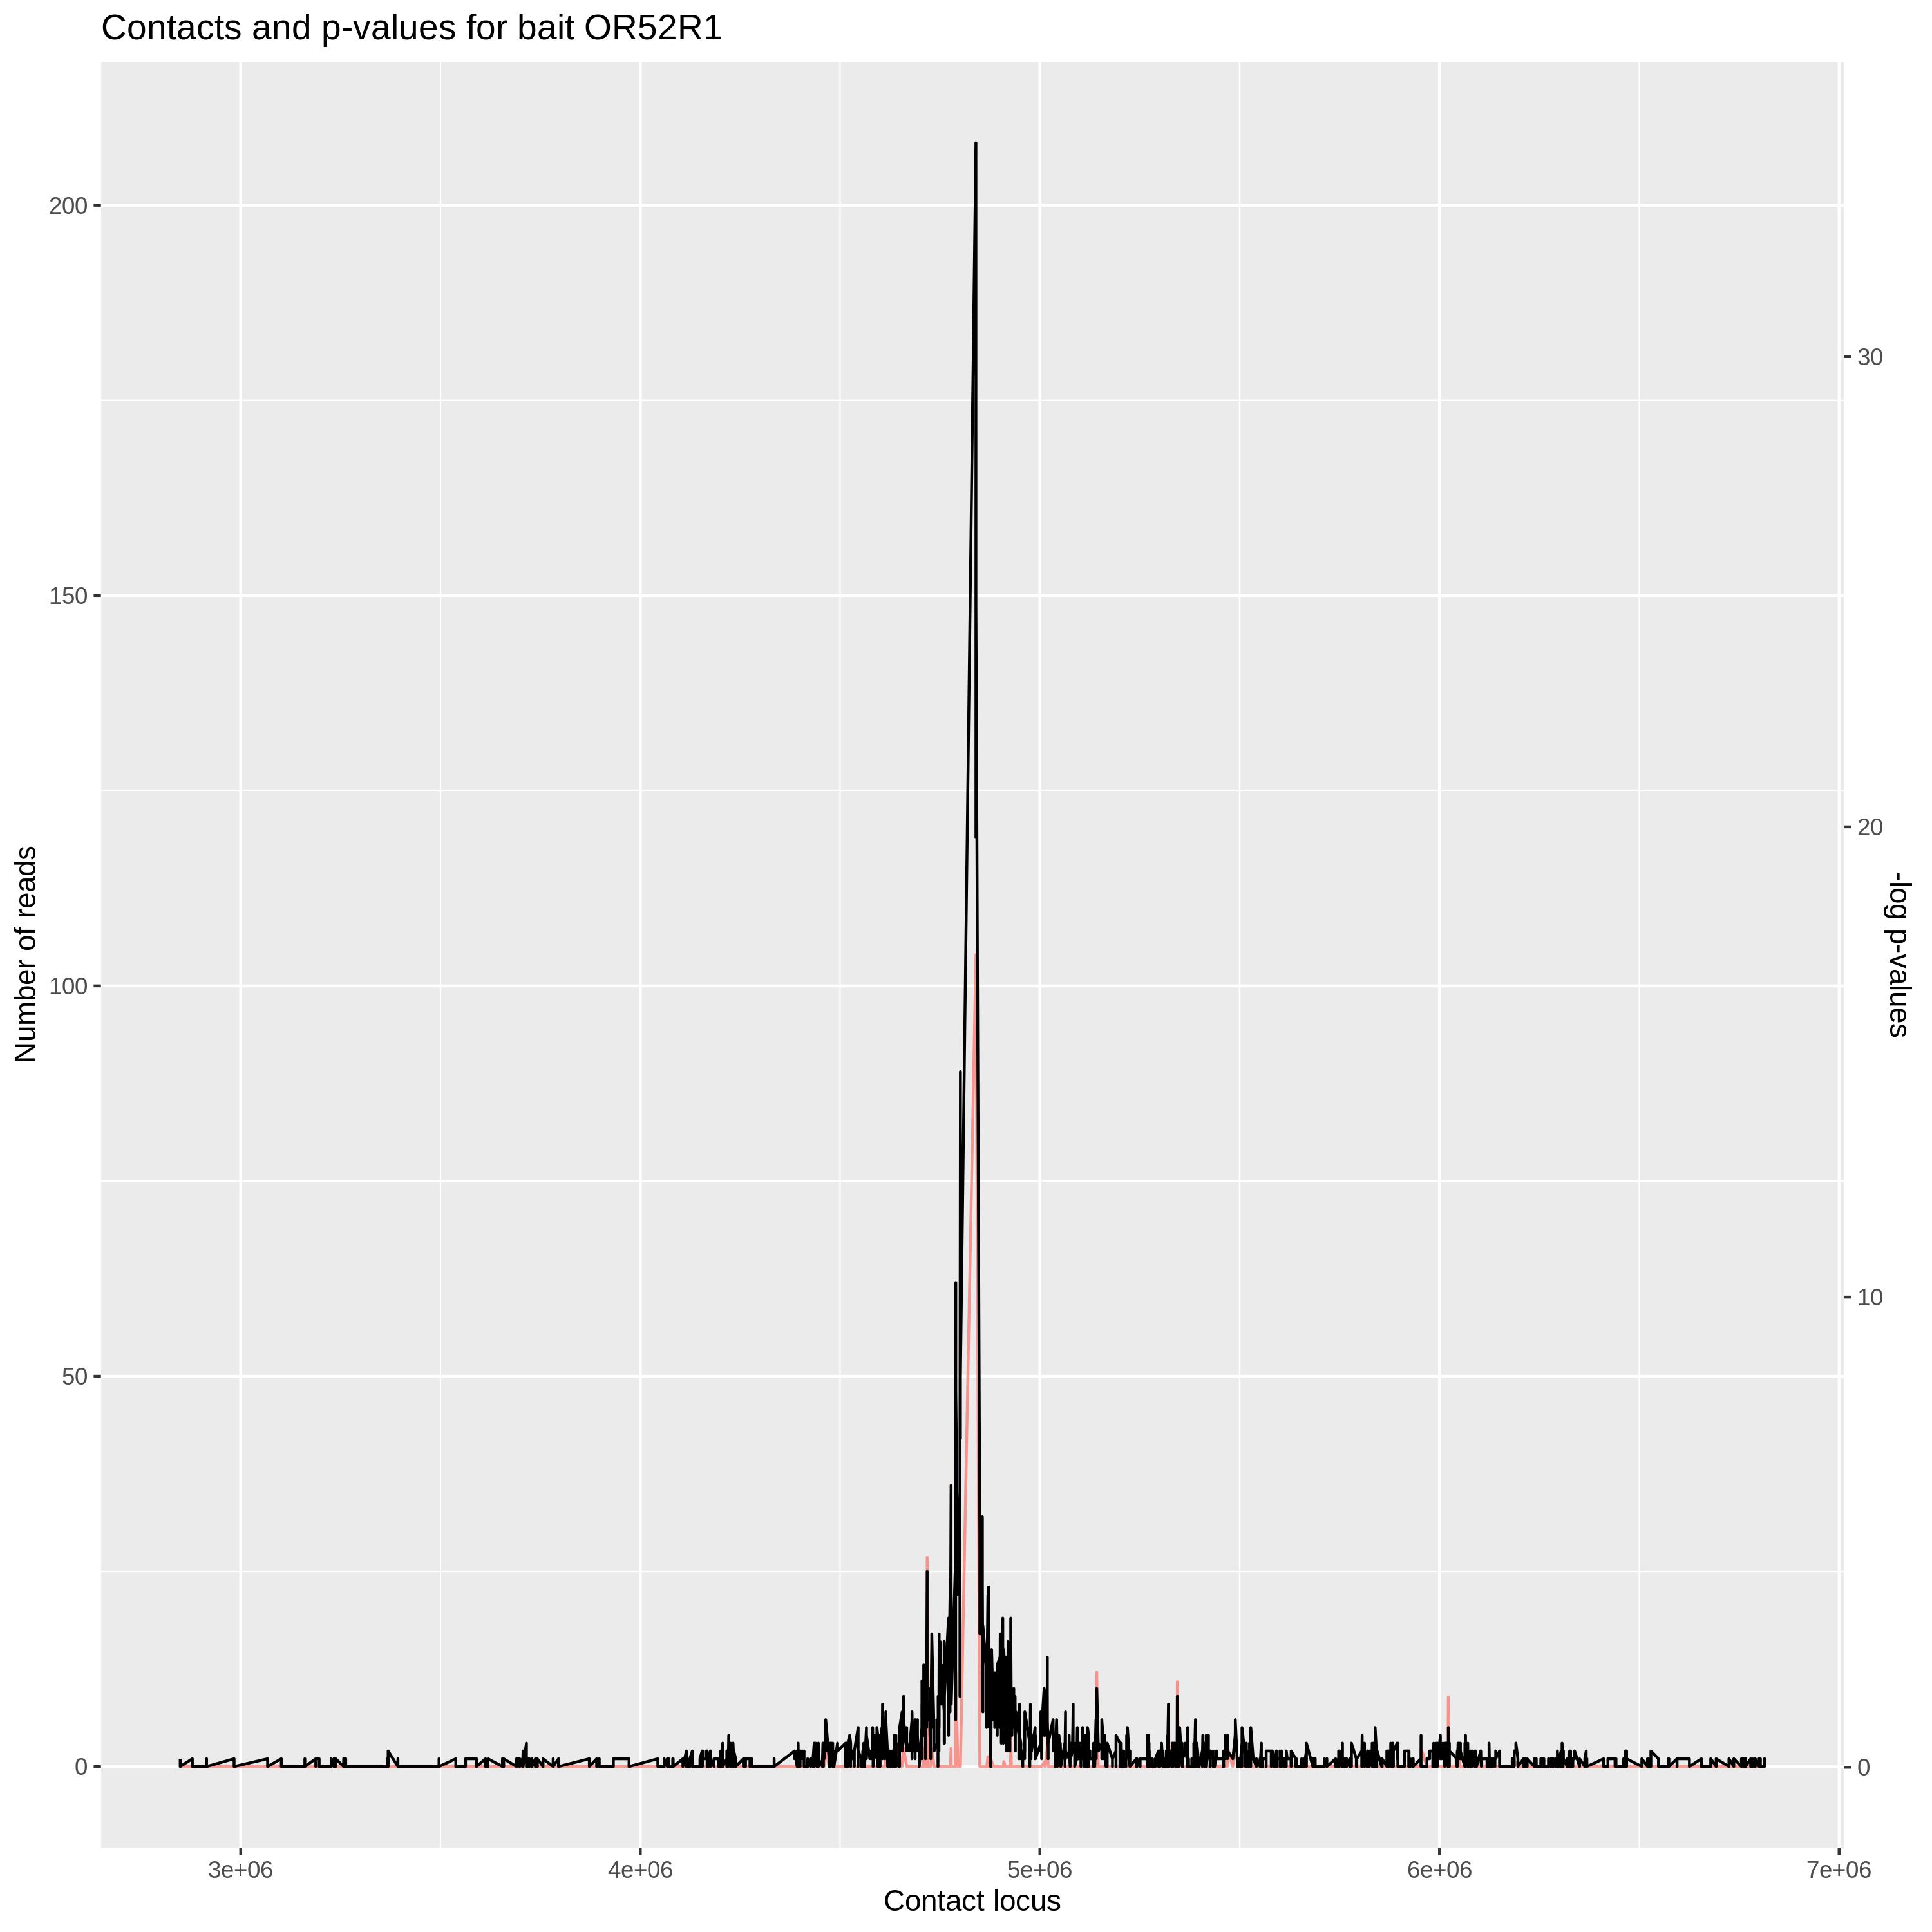 Contacts and p-values for bait OR52R1
200
150
100
50
0
Number of reads
30
20
10
0
-log p-values
3e+06
4e+06
5e+06
6e+06
7e+06
Contact locus